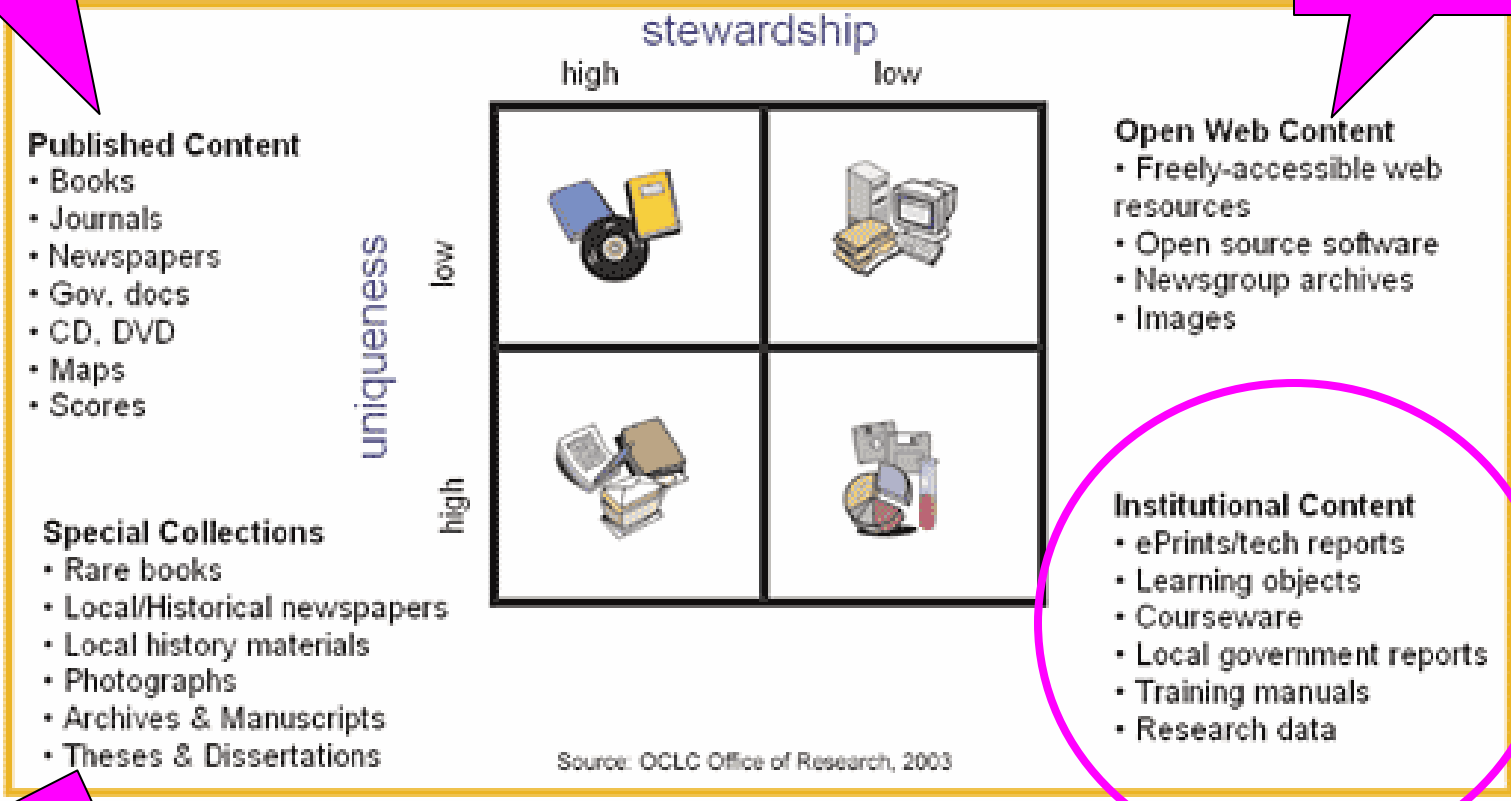 stewardship
high
low
Published Content
• Books
• Journals
• Newspapers
• Gov. docs
• CD, DVD
• Maps
• Scores
uniqueness
low
high
Open Web Content
• Freely-accessible web
resources
• Open source software
• Newsgroup archives
• Images
Special Collections
• Rare books
• Local/Historical newspapers
• Local history materials
• Photographs
• Archives & Manuscripts
• Theses & Dissertations
Institutional Content
• ePrints/tech reports
• Learning objects
• Courseware
• Local government reports
• Training manuals
• Research data
Source: OCLC Office of Research, 2003